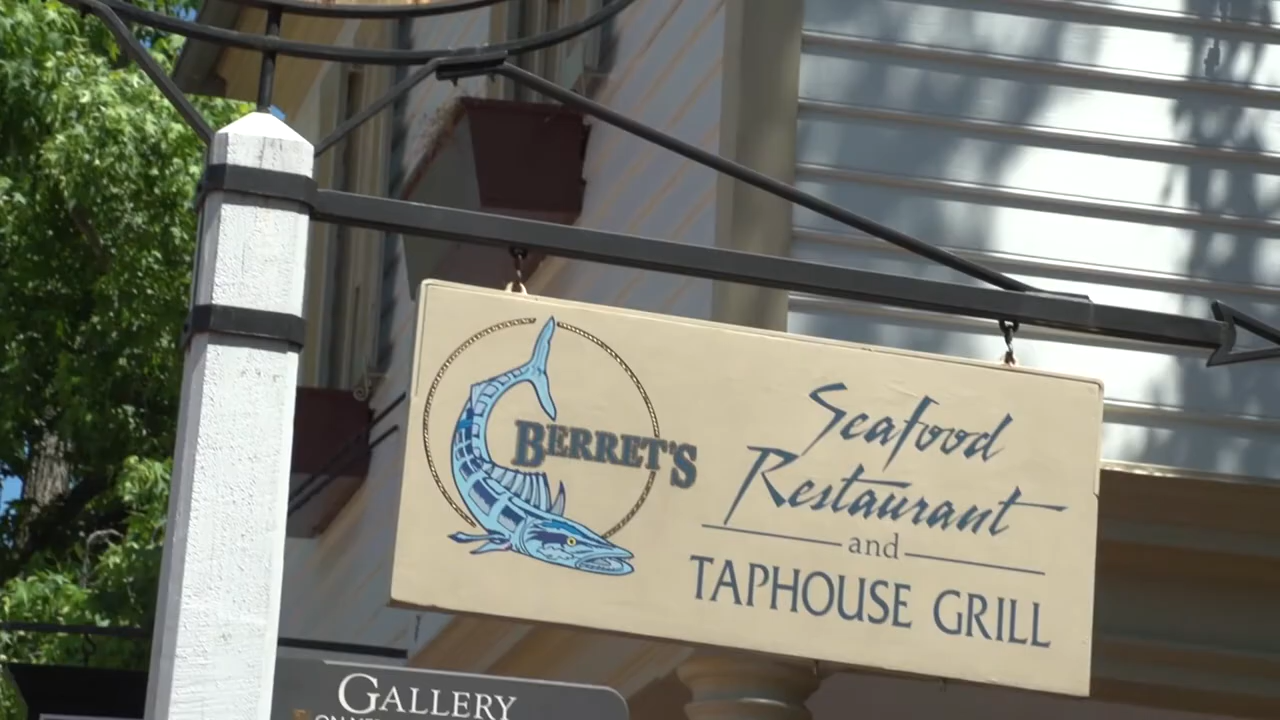 BERRET'S
Seafood
Restaurant
and
TAPHOUSE GRILL
GALLERY